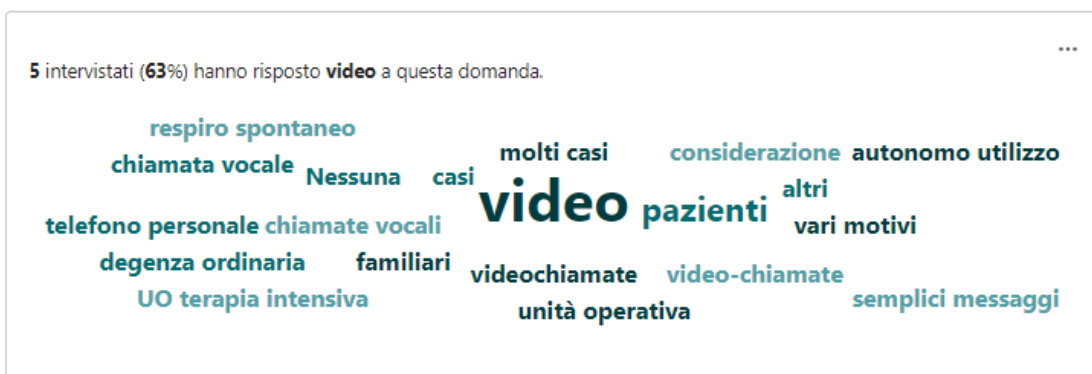 ...
5 intervistati (63%) hanno risposto video a questa domanda.
respiro spontaneo
molti casi
considerazione
autonomo utilizzo
chiamata vocale
Nessuna
casi
altri
video
pazienti
telefono personale
chiamate vocali
vari motivi
degenza ordinaria
familiari
videochiamate
video-chiamate
UO terapia intensiva
semplici messaggi
unità operativa